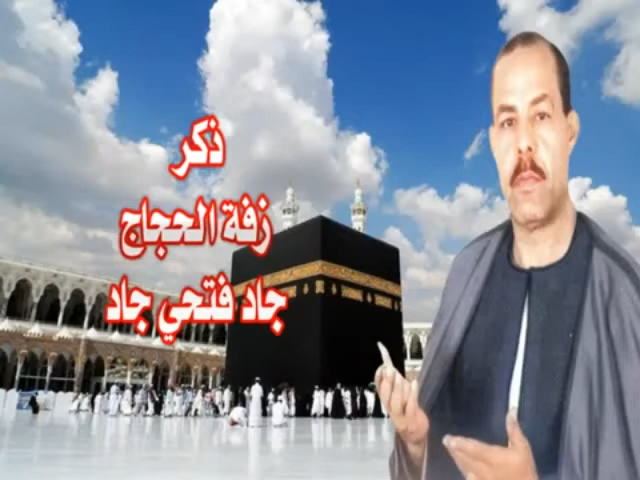 ذكر
زفة الحجاج
جاد فتحي جاد